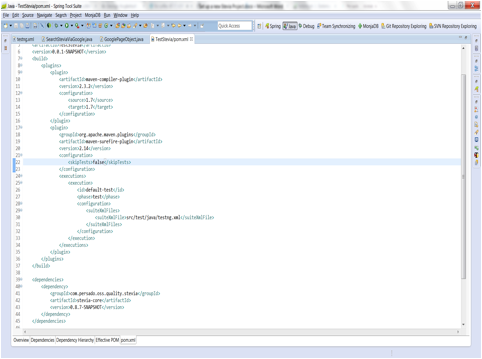 Java - TestStevia/pom.xml - Spring Tool Suite
File Edit Source Navigate Search Project MongoDB Run Window Help
Quick Access
Spring Java Debug Team Synchronizing MonjaDB Git Repository Exploring SVN Repository Exploring
testng.xml SearchSteviaViaGoogle.java GooglePageObject.java TestStevia/pom.xml
6 <version>0.0.1-SNAPSHOT</version>
7 <build>
8 <plugins>
9 <plugin>
10 <artifactId>maven-compiler-plugin</artifactId>
11 <version>2.3.2</version>
12 <configuration>
13 <source>1.7</source>
14 <target>1.7</target>
15 </configuration>
16 </plugin>
17 <plugin>
18 <groupId>org.apache.maven.plugins</groupId>
19 <artifactId>maven-surefire-plugin</artifactId>
20 <version>2.14</version>
21 <configuration>
22 <skipTests>false</skipTests>
23 </configuration>
24 <executions>
25 <execution>
26 <id>default-test</id>
27 <phase>test</phase>
28 <configuration>
29 <suiteXmlFiles>
30 <suiteXmlFile>src/test/java/testng.xml</suiteXmlFile>
31 </suiteXmlFiles>
32 </configuration>
33 </execution>
34 </executions>
35 </plugin>
36 </plugins>
37 </build>
38
39 <dependencies>
40 <dependency>
41 <groupId>com.persado.oss.quality.stevia</groupId>
42 <artifactId>stevia-core</artifactId>
43 <version>0.8.7-SNAPSHOT</version>
44 </dependency>
45 </dependencies>
Overview Dependencies Dependency Hierarchy Effective POM pom.xml